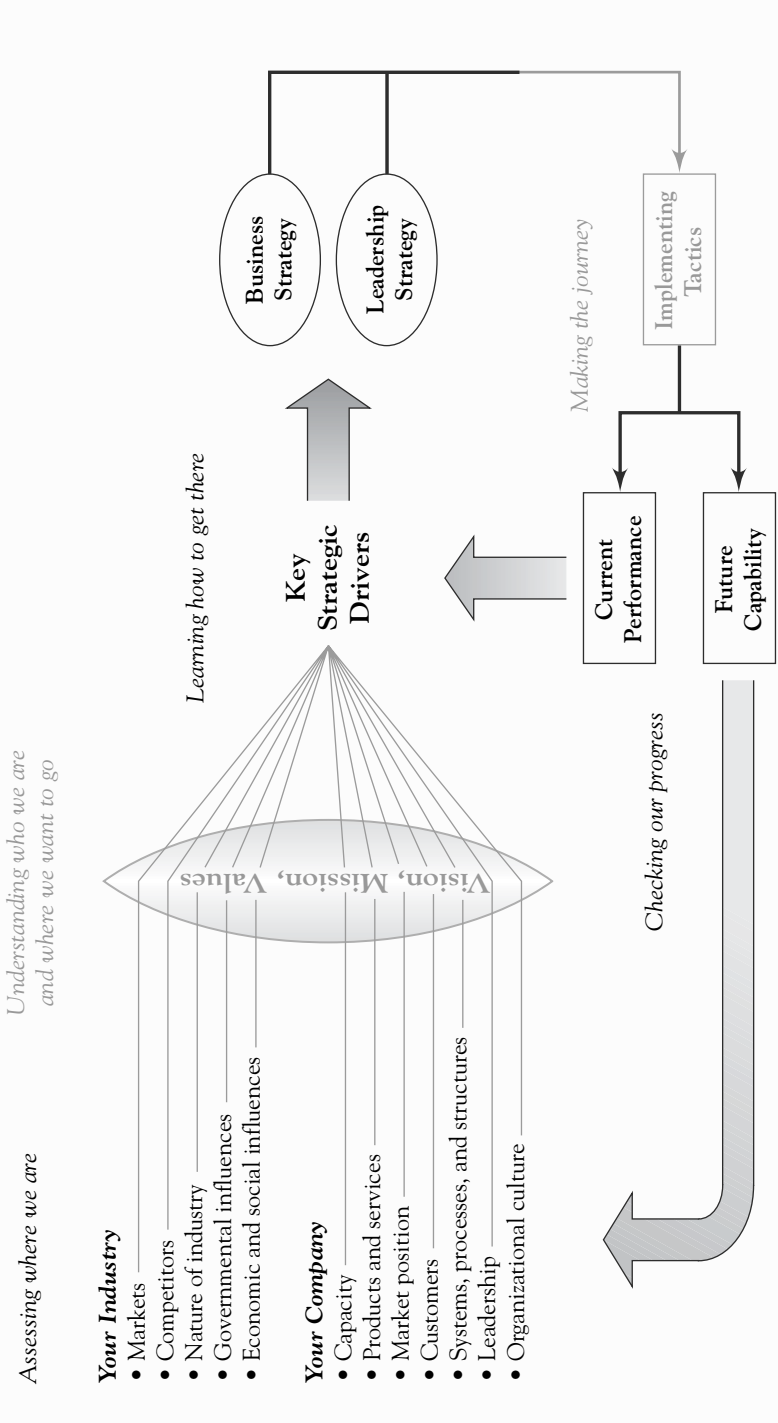 Assessing where we are
Understanding who we are
and where we want to go
Your Industry
• Markets
• Competitors
• Nature of industry
• Governmental influences
• Economic and social influences
Your Company
• Capacity
• Products and services
• Market position
• Customers
• Systems, processes, and structures
• Leadership
• Organizational culture
Vision, Mission, Values
Learning how to get there
Key
Strategic
Drivers
Business
Strategy
Leadership
Strategy
Making the journey
Implementing
Tactics
Current
Performance
Future
Capability
Checking our progress